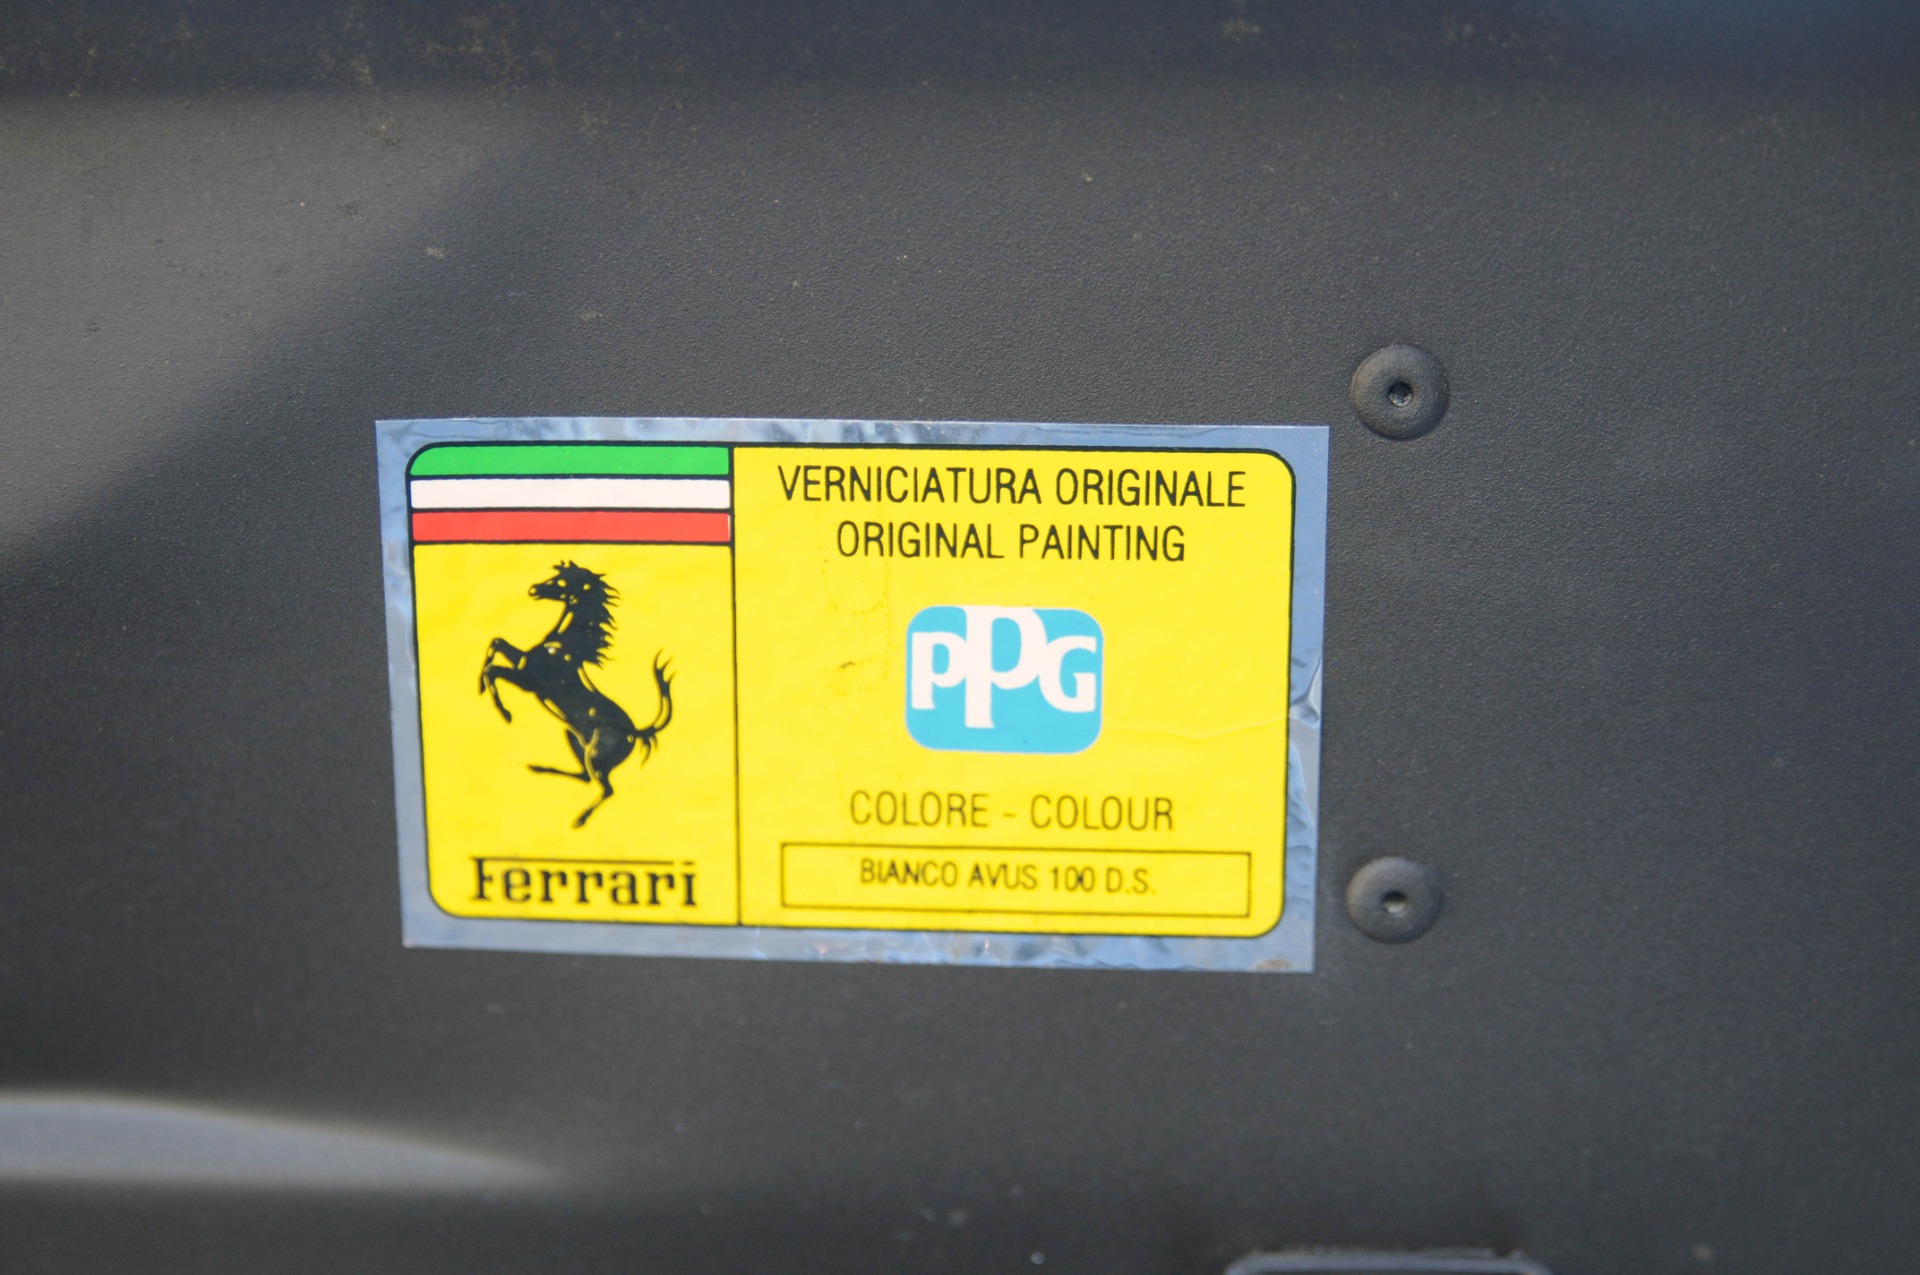 VERNICIATURA ORIGINALE
ORIGINAL PAINTING
PPG
COLORE - COLOUR
BIANCO AVUS 100 D.S.
Ferrari